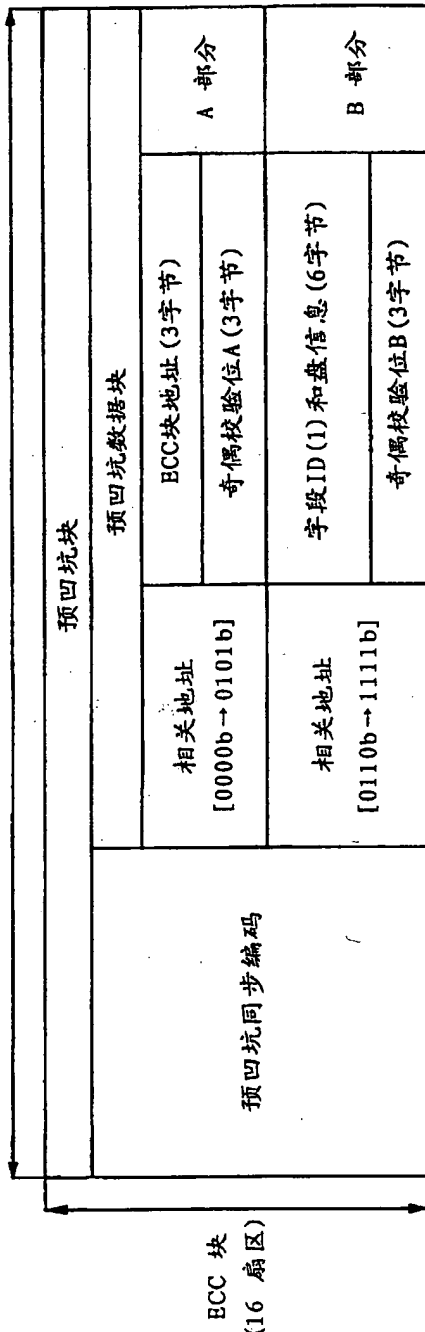 预凹坑块
预凹坑同步编码
预凹坑数据块
相关地址
[0000b→0101b]
ECC块地址(3字节)
奇偶校验位A(3字节)
A 部分
相关地址
[0110b→1111b]
字段ID(1)和盘信息(6字节)
奇偶校验位B(3字节)
B 部分
ECC 块
(16 扇区)